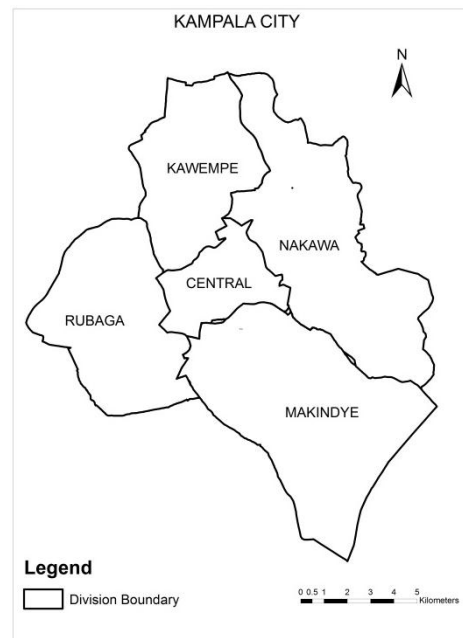 KAMPALA CITY
N
KAWEMPE
NAKAWA
CENTRAL
RUBAGA
MAKINDYE
Legend
Division Boundary
0 0.5 1 2 3 4 5
Kilometers